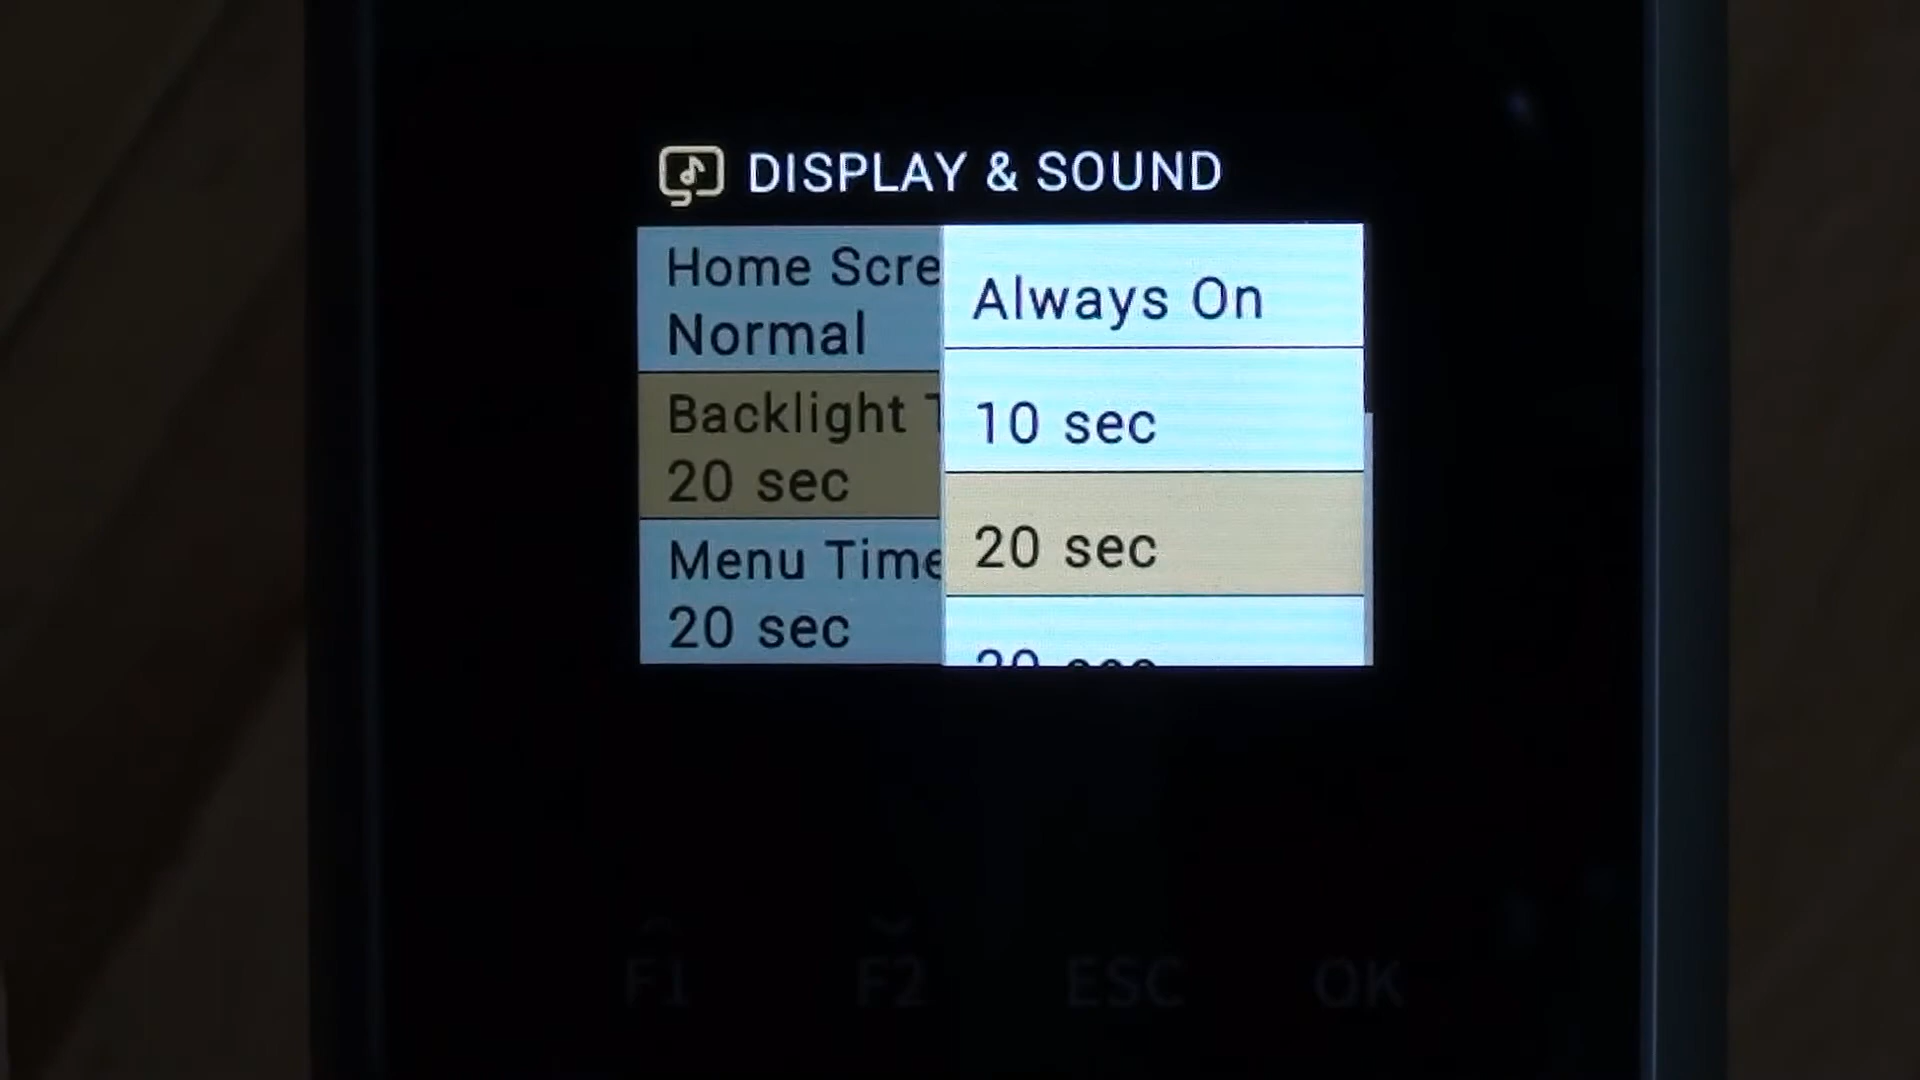 DISPLAY & SOUND
Home Scre
Normal
Backlight
20 sec
Menu Time
20 sec
Always On
10 sec
20 sec
F1 F2 ESC OK